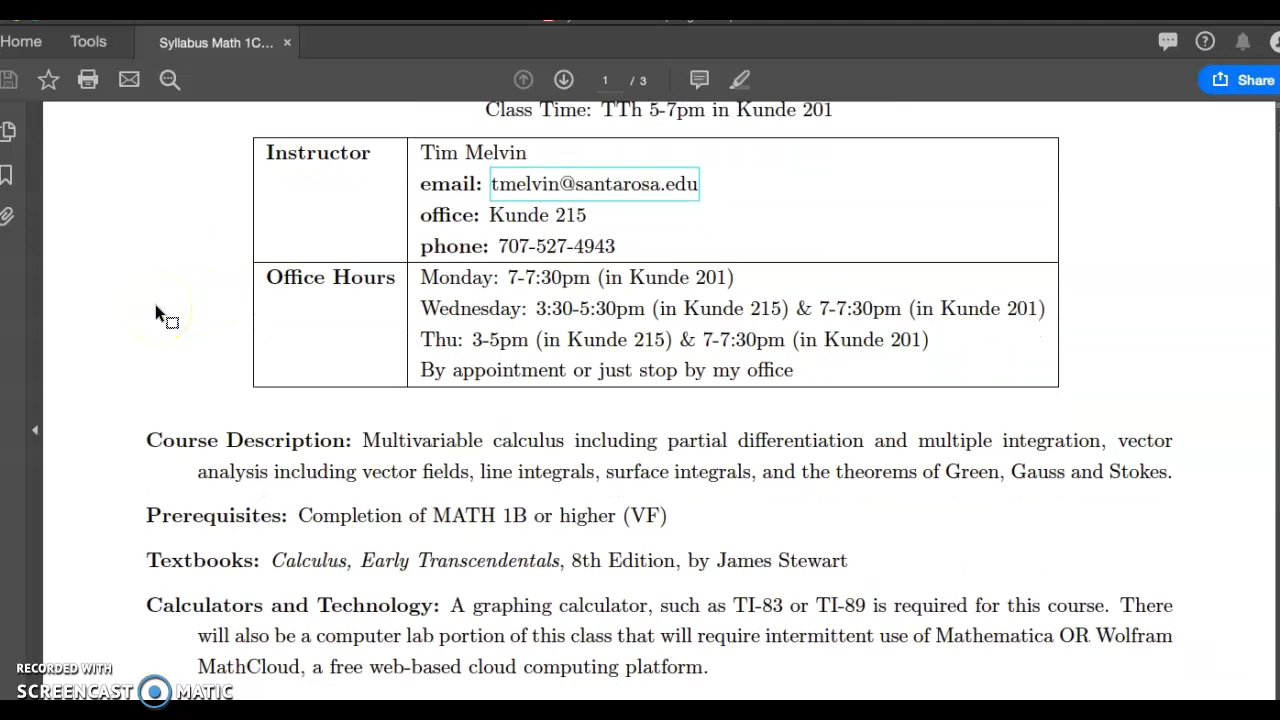 Home
Tools
Syllabus Math 1C... ×
1 / 3
Share
Class Time: TTh 5-7pm in Kunde 201
Instructor
Tim Melvin
email: tmelvin@santarosa.edu
office: Kunde 215
phone: 707-527-4943
Office Hours
Monday: 7-7:30pm (in Kunde 201)
Wednesday: 3:30-5:30pm (in Kunde 215) & 7-7:30pm (in Kunde 201)
Thu: 3-5pm (in Kunde 215) & 7-7:30pm (in Kunde 201)
By appointment or just stop by my office
Course Description: Multivariable calculus including partial differentiation and multiple integration, vector
analysis including vector fields, line integrals, surface integrals, and the theorems of Green, Gauss and Stokes.
Prerequisites: Completion of MATH 1B or higher (VF)
Textbooks: Calculus, Early Transcendentals, 8th Edition, by James Stewart
Calculators and Technology: A graphing calculator, such as TI-83 or TI-89 is required for this course. There
will also be a computer lab portion of this class that will require intermittent use of Mathematica OR Wolfram
MathCloud, a free web-based cloud computing platform.
RECORDED WITH
SCREENCAST MATIC